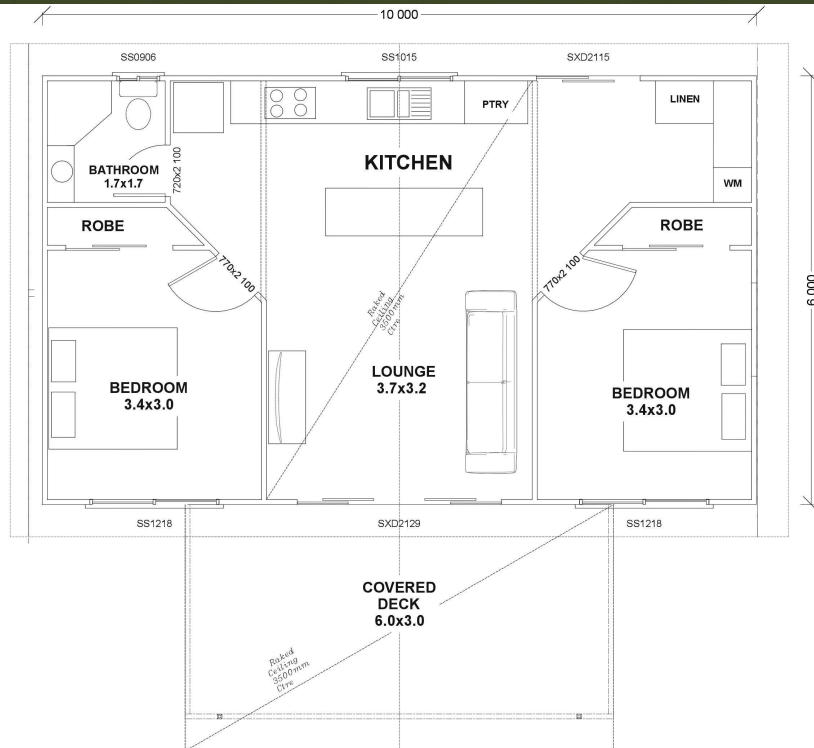 10 000
SS0906
SS1015
SXD2115
PTRY
LINEN
KITCHEN
BATHROOM
1.7x1.7
720x2 100
WM
ROBE
ROBE
770x2 100
770x2 100
6 000
Raked
Ceiling
3500mm
Ctre
LOUNGE
3.7x3.2
BEDROOM
3.4x3.0
BEDROOM
3.4x3.0
SS1218
SXD2129
SS1218
COVERED
DECK
6.0x3.0
Raked
Ceiling
3500mm
Ctre